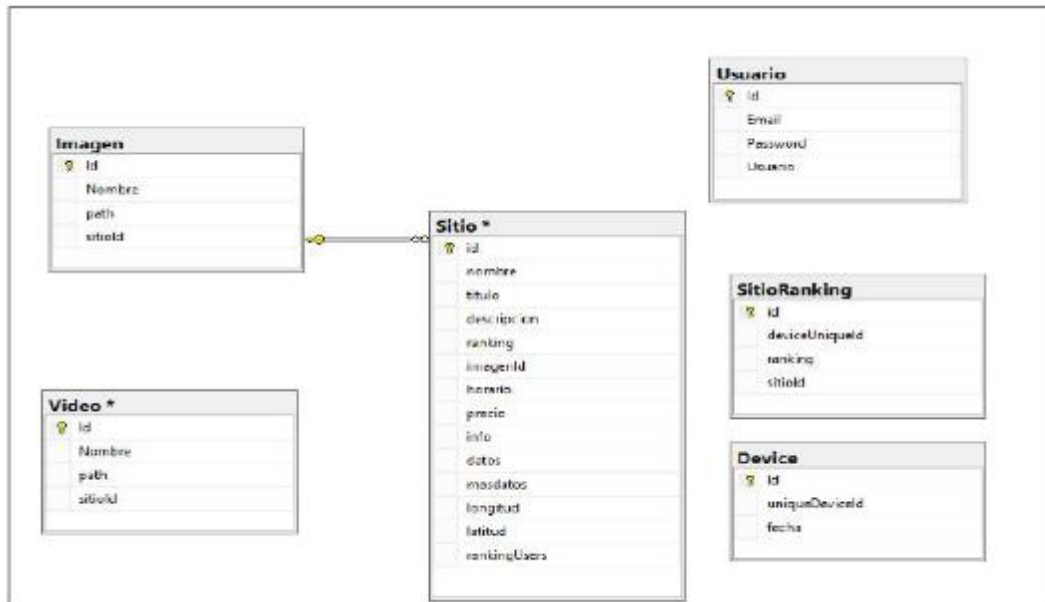 Imagen
Id
Nombre
path
sitioId
Video *
Id
Nombre
path
sitioId
Sitio *
id
nombre
titulo
descripcion
ranking
imagenId
horario
precio
info
datos
masdatos
longitud
latitud
rankingUsers
Usuario
Id
Email
Password
Usuario
SitioRanking
id
deviceUniqueId
ranking
sitioId
Device
Id
uniqueDeviceId
fecha